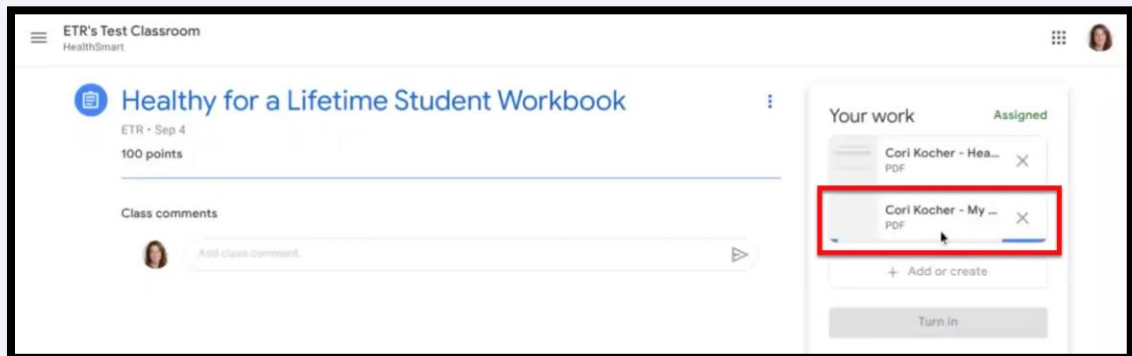 ETR's Test Classroom
HealthSmart
Healthy for a Lifetime Student Workbook
ETR • Sep 4
100 points
Class comments
Add class comment...
Your work
Assigned
Cori Kocher - Hea...
PDF
Cori Kocher - My ...
PDF
+ Add or create
Turn in